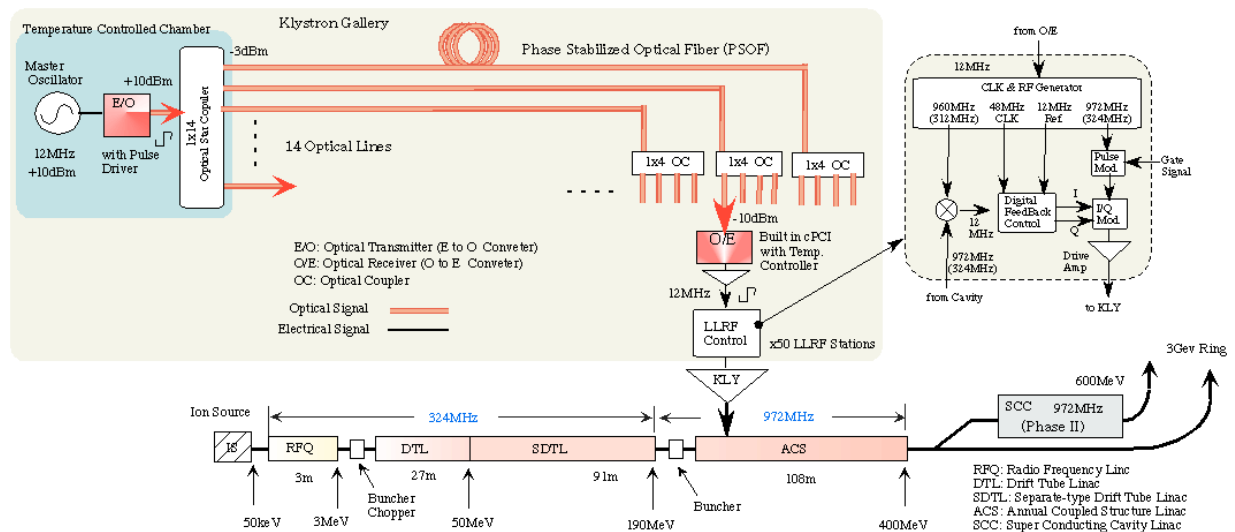 Temperature Controlled Chamber
Klystron Gallery
Phase Stabilized Optical Fiber (PSOF)
-3dBm
Master
Oscillator
+10dBm
E/O
12MHz
+10dBm
with Pulse
Driver
1x14
Optical Star Coupler
14 Optical Lines
1x4 OC
1x4 OC
1x4 OC
-10dBm
O/E
Built in cPCI
with Temp.
Controller
12MHz
LLRF
Control
x50 LLRF Stations
KLY
E/O: Optical Transmitter (E to O Conveter)
O/E: Optical Receiver (O to E Conveter)
OC: Optical Coupler
Optical Signal
Electrical Signal
from O/E
12MHz
CLK & RF Generator
960MHz
(312MHz)
48MHz
CLK
12MHz
Ref.
972MHz
(324MHz)
Pulse
Mod.
Gate
Signal
12
MHz
Digital
FeedBack
Control
I
Q
I/Q
Mod.
972MHz
(324MHz)
Drive
Amp
from Cavity
to KLY
3Gev Ring
600MeV
SCC 972MHz
(Phase II)
Ion Source
324MHz
972MHz
IS
RFQ
DTL
SDTL
ACS
3m
27m
91m
108m
Buncher
Chopper
Buncher
50keV
3MeV
50MeV
190MeV
400MeV
RFQ: Radio Frequency Linc
DTL: Drift Tube Linac
SDTL: Separate-type Drift Tube Linac
ACS: Annual Coupled Structure Linac
SCC: Super Conducting Cavity Linac